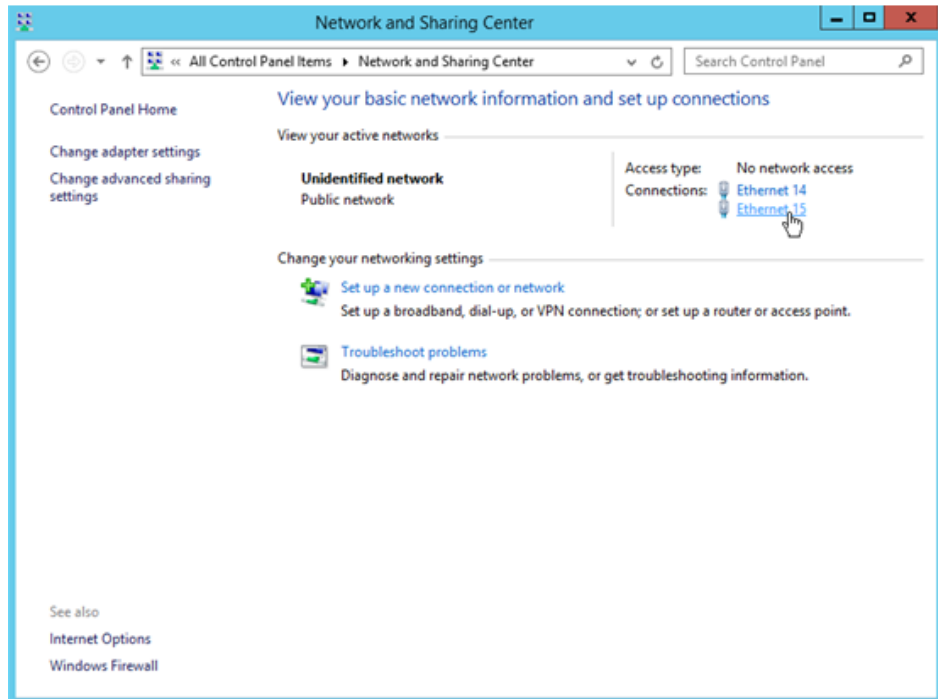 Network and Sharing Center
« All Control Panel Items Network and Sharing Center
Search Control Panel
Control Panel Home
Change adapter settings
Change advanced sharing
settings
View your basic network information and set up connections
View your active networks
Unidentified network
Public network
Access type: No network access
Connections: Ethernet 14
Ethernet 15
Change your networking settings
Set up a new connection or network
Set up a broadband, dial-up, or VPN connection; or set up a router or access point.
Troubleshoot problems
Diagnose and repair network problems, or get troubleshooting information.
See also
Internet Options
Windows Firewall